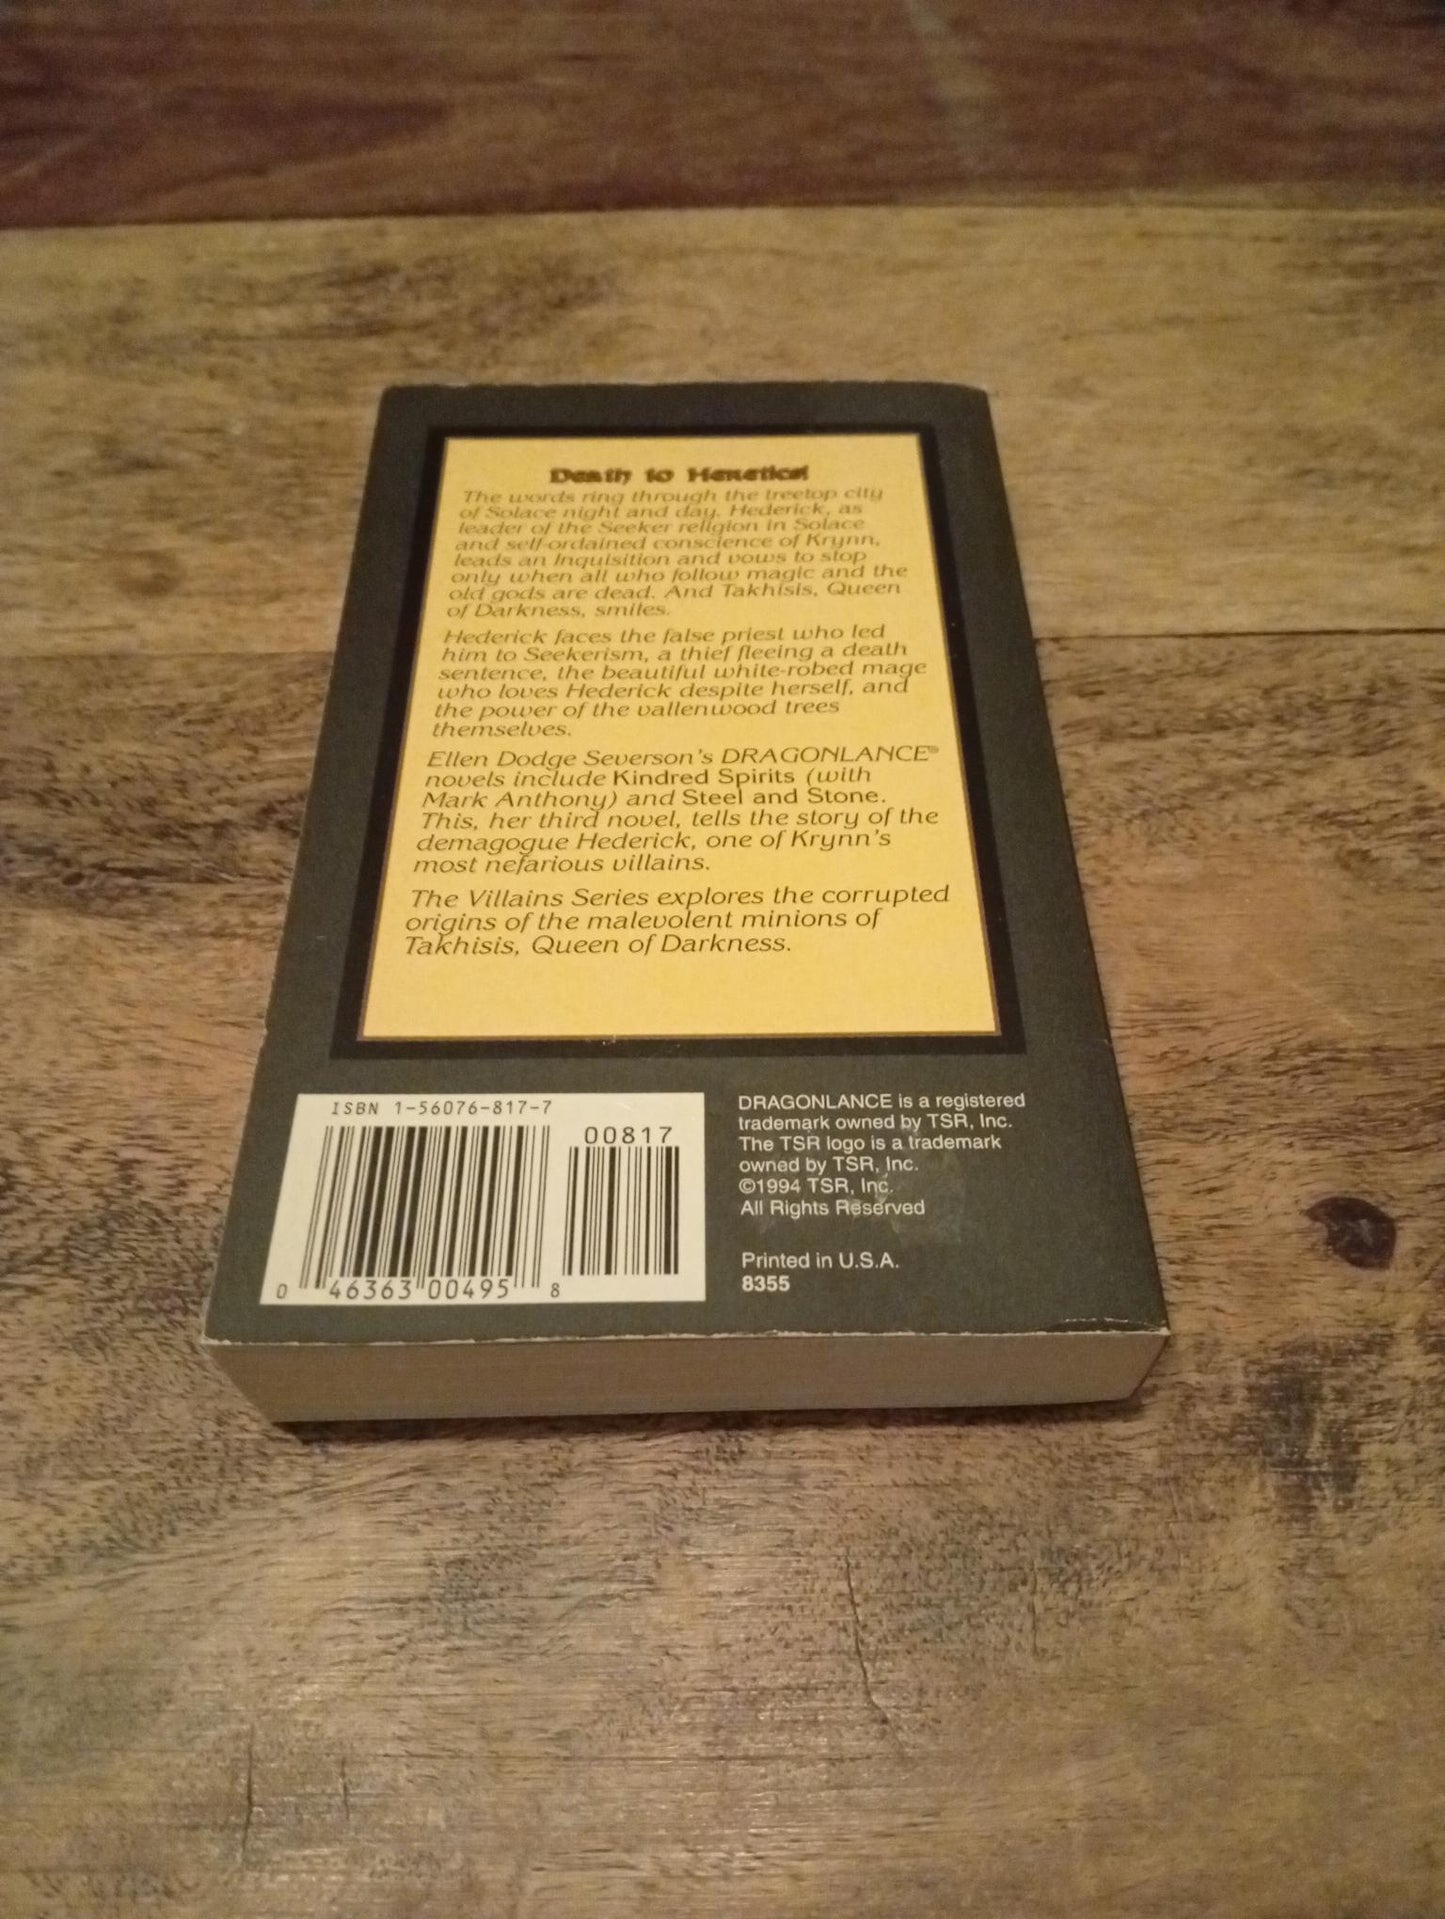 Death to Heretics!
The words ring through the treetop city
of Solace night and day. Hederick, as
leader of the Seeker religion in Solace
and self-ordained conscience of Krynn,
leads an Inquisition and vows to stop
only when all who follow magic and the
old gods are dead. And Takhisis, Queen
of Darkness, smiles.
Hederick faces the false priest who led
him to Seekerism, a thief fleeing a death
sentence, the beautiful white-robed mage
who loves Hederick despite herself, and
the power of the vallenwood trees
themselves.
Ellen Dodge Severson's DRAGONLANCE®
novels include Kindred Spirits (with
Mark Anthony) and Steel and Stone.
This, her third novel, tells the story of the
demagogue Hederick, one of Krynn's
most nefarious villains.
The Villains Series explores the corrupted
origins of the malevolent minions of
Takhisis, Queen of Darkness.
ISBN 1-56076-817-7
00817
0 46363 00495 8
DRAGONLANCE is a registered
trademark owned by TSR, Inc.
The TSR logo is a trademark
owned by TSR, Inc.
©1994 TSR, Inc.
All Rights Reserved
Printed in U.S.A.
8355